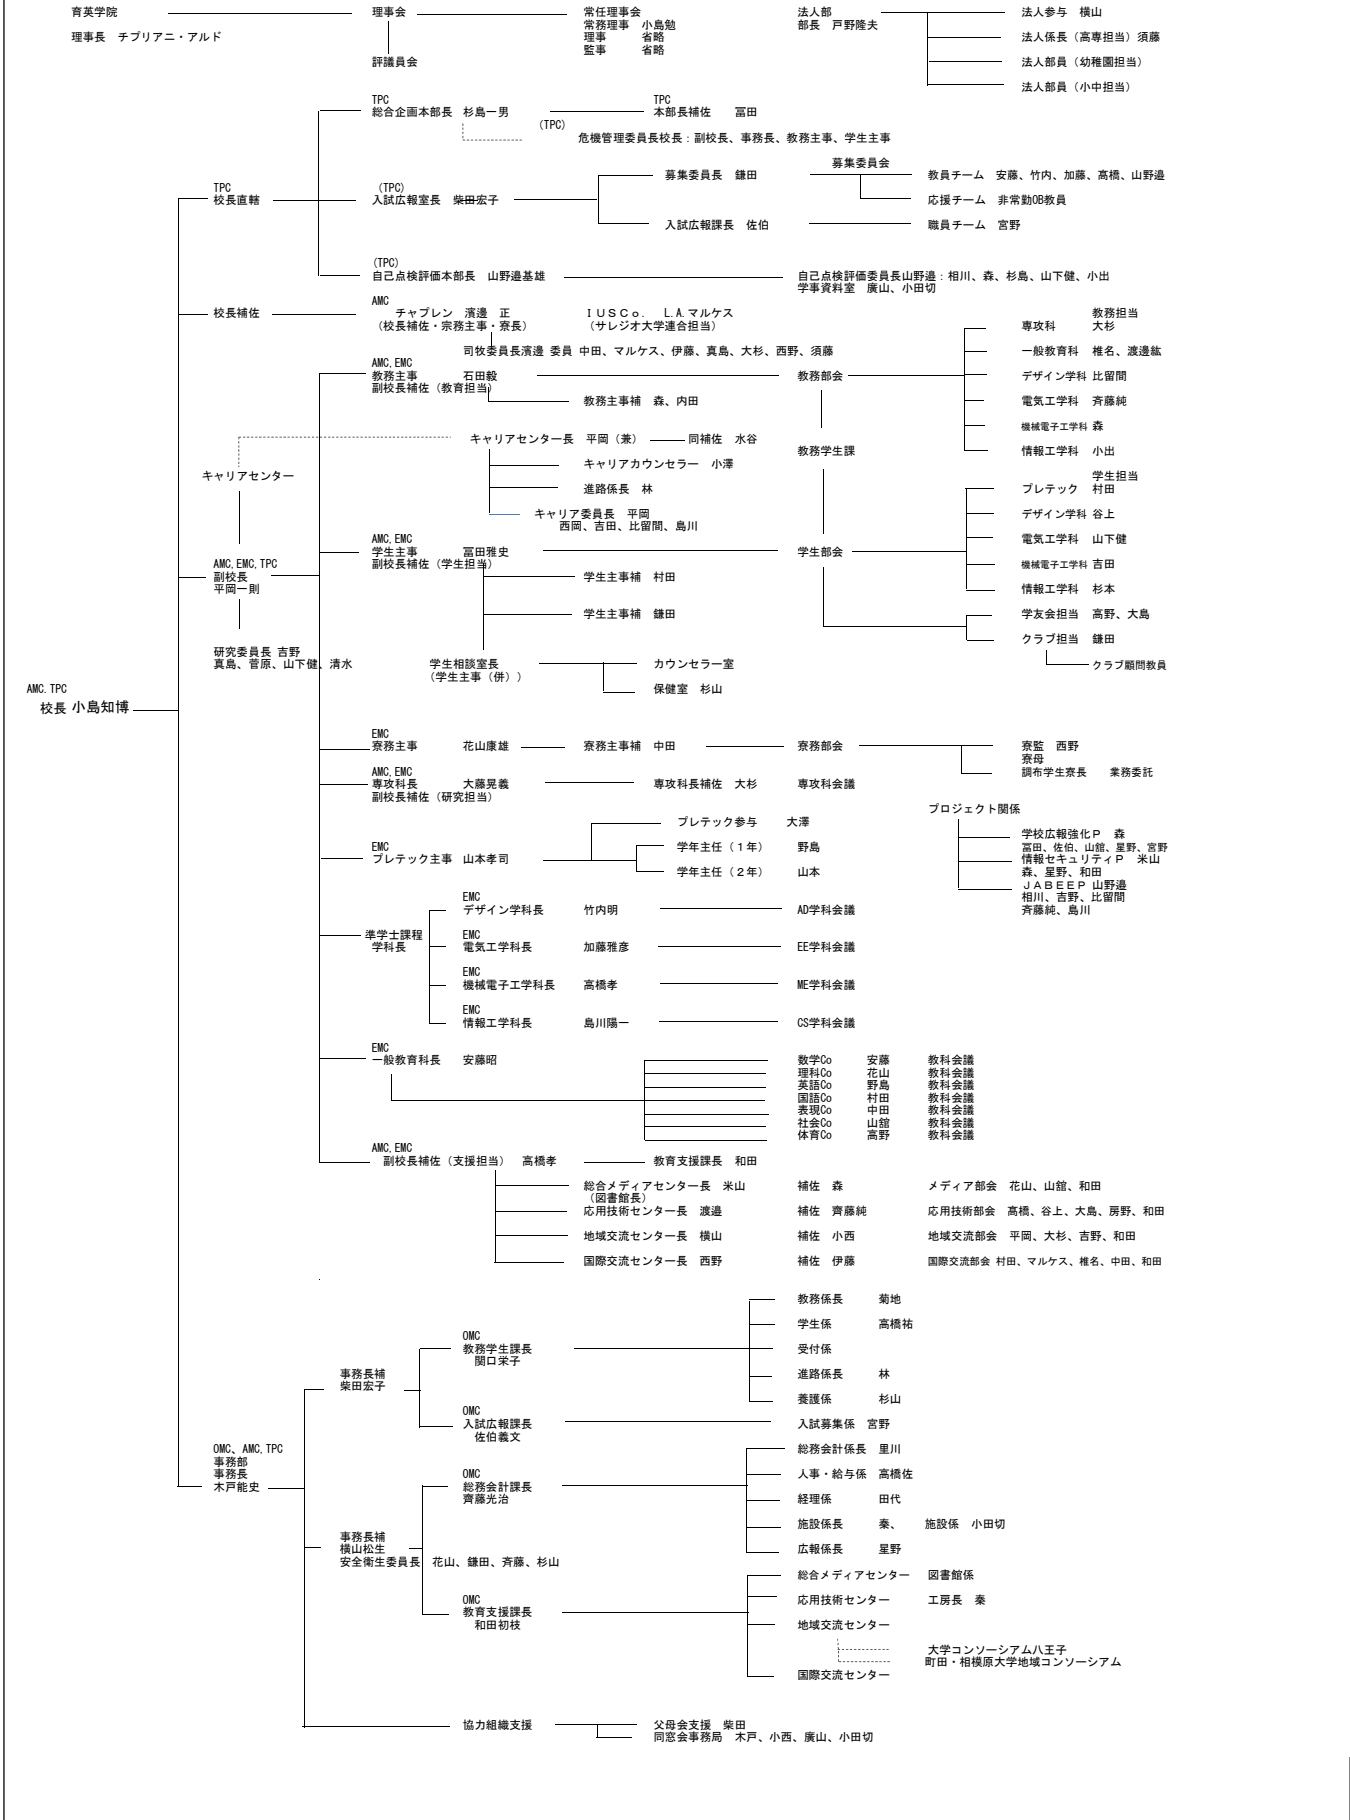 育英学院 理事会 常任理事会 法人部 法人参与　横山
常務理事　小島勉 部長　戸野隆夫
理事長　チプリアニ・アルド 理事　　　省略 法人係長（高専担当）須藤
監事　　　省略
評議員会 法人部員（幼稚園担当）
法人部員（小中担当）
TPC TPC
総合企画本部長　杉島一男 本部長補佐　　冨田
(TPC)
危機管理委員長校長：副校長、事務長、教務主事、学生主事
募集委員会
募集委員長　鎌田 教員チーム　安藤、竹内、加藤、高橋、山野邉
TPC (TPC)
校長直轄 入試広報室長　柴田宏子 応援チーム　非常勤OB教員
入試広報課長　佐伯 職員チーム　宮野
(TPC)
自己点検評価本部長　山野邉基雄 自己点検評価委員長山野邉：相川、森、杉島、山下健、小出
学事資料室　廣山、小田切
AMC
校長補佐 チャプレン　濱邊　正 ＩＵＳＣｏ.　L.A.マルケス 教務担当
（校長補佐・宗務主事・寮長） （サレジオ大学連合担当） 専攻科　　　大杉
司牧委員長濱邊 委員 中田、マルケス、伊藤、真島、大杉、西野、須藤 一般教育科　椎名、渡邊紘
AMC,EMC
教務主事　　　　石田毅 教務部会 デザイン学科 比留間
副校長補佐（教育担当）
教務主事補　森、内田 電気工学科　斉藤純
機械電子工学科 森
キャリアセンター長　平岡（兼） 同補佐　水谷 教務学生課 情報工学科　小出
キャリアカウンセラー　小澤
キャリアセンター 学生担当
進路係長　林 プレテック　村田
キャリア委員長　平岡 デザイン学科 谷上
西岡、吉田、比留間、島川
AMC,EMC 電気工学科　山下健
学生主事　　　　冨田雅史 学生部会
副校長補佐（学生担当） 機械電子工学科 吉田
AMC,EMC,TPC
副校長 学生主事補　村田
平岡一則 情報工学科　杉本
学生主事補　鎌田 学友会担当　高野、大島
クラブ担当　鎌田
研究委員長 吉野
真島、菅原、山下健、清水 学生相談室長 カウンセラー室 クラブ顧問教員
（学生主事（併））
AMC.TPC 保健室　杉山
校長 小島知博
EMC
寮務主事　　　　花山康雄 寮務主事補　中田 寮務部会 寮監　西野
寮母
AMC,EMC 調布学生寮長　　業務委託
専攻科長　　　　大藤晃義 専攻科長補佐　大杉 専攻科会議
副校長補佐（研究担当）
プロジェクト関係
プレテック参与　　大澤
学校広報強化Ｐ　森
EMC 学年主任（１年）　　野島 冨田、佐伯、山舘、星野、宮野
プレテック主事　山本孝司 情報セキュリティＰ　米山
学年主任（２年）　　山本 森、星野、和田
ＪＡＢＥＥＰ 山野邉
EMC 相川、吉野、比留間
デザイン学科長　　　竹内明 AD学科会議 斉藤純、島川
準学士課程 EMC
学科長 電気工学科長　　　　加藤雅彦 EE学科会議
EMC
機械電子工学科長　　高橋孝 ME学科会議
EMC
情報工学科長　　　　島川陽一 CS学科会議
EMC
一般教育科長　　安藤昭 数学Co　　　安藤　　　教科会議
理科Co　　　花山　　　教科会議
英語Co　　　野島　　　教科会議
国語Co　　　村田　　　教科会議
表現Co　　　中田　　　教科会議
社会Co　　　山舘　　　教科会議
体育Co　　　高野　　　教科会議
AMC,EMC
副校長補佐（支援担当）　高橋孝 教育支援課長　和田
総合メディアセンター長　米山 補佐　森 メディア部会　花山、山舘、和田
（図書館長）
応用技術センター長　渡邉 補佐　齊藤純 応用技術部会　高橋、谷上、大島、房野、和田
地域交流センター長　横山 補佐　小西 地域交流部会　平岡、大杉、吉野、和田
国際交流センター長　西野 補佐　伊藤 国際交流部会 村田、マルケス、椎名、中田、和田
教務係長　　　菊地
OMC 学生係　　　　高橋祐
教務学生課長 受付係
関口栄子
事務長補 進路係長　　　林
柴田宏子
養護係　　　　杉山
OMC
入試広報課長 入試募集係　宮野
佐伯義文
OMC、AMC,TPC 総務会計係長　里川
事務部
事務長 OMC 人事・給与係　高橋佐
木戸能史 総務会計課長
齊藤光治 経理係　　　　田代
施設係長　　　秦、　　施設係　小田切
事務長補
横山松生 広報係長　　　星野
安全衛生委員長　花山、鎌田、斉藤、杉山
総合メディアセンター　図書館係
OMC 応用技術センター　　　工房長　秦
教育支援課長
和田初枝 地域交流センター
大学コンソーシアム八王子
町田・相模原大学地域コンソーシアム
国際交流センター
協力組織支援 父母会支援　柴田
同窓会事務局　木戸、小西、廣山、小田切